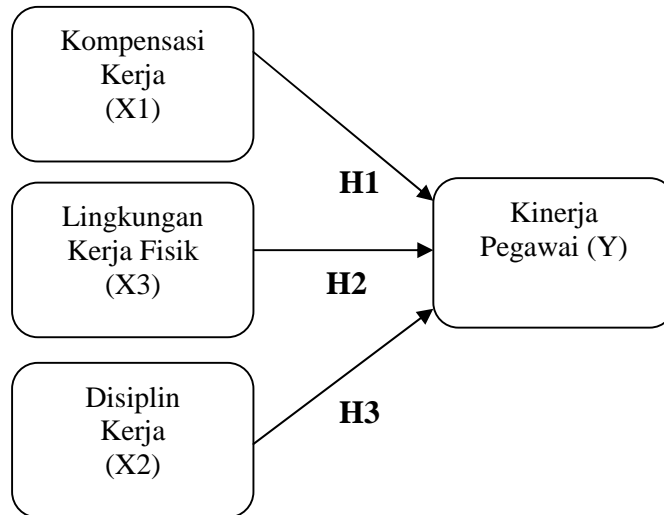 Kompensasi
Kerja
(X1)
H1
Lingkungan
Kerja Fisik
(X3)
H2
Disiplin
Kerja
(X2)
H3
Kinerja
Pegawai (Y)